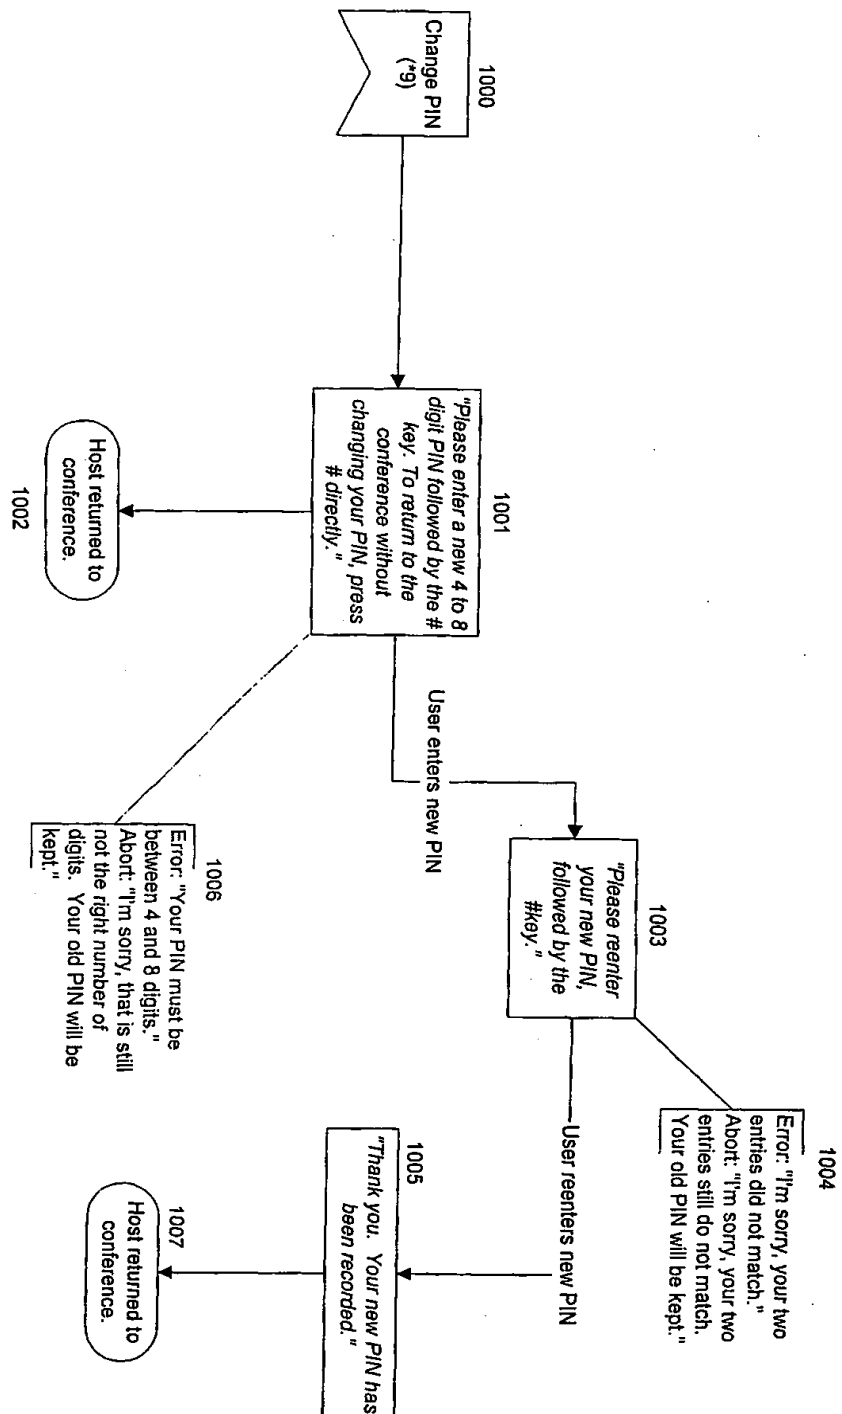 1000
Change PIN
(*9)
1001
"Please enter a new 4 to 8
digit PIN followed by the #
key. To return to the
conference without
changing your PIN, press
# directly."
Host returned to
conference.
1002
User enters new PIN
1003
"Please reenter
your new PIN,
followed by the
#key."
1006
Error: "Your PIN must be
between 4 and 8 digits."
Abort: "I'm sorry, that is still
not the right number of
digits. Your old PIN will be
kept."
1004
Error: "I'm sorry, your two
entries did not match."
Abort: "I'm sorry, your two
entries still do not match.
Your old PIN will be kept."
User reenters new PIN
1005
"Thank you. Your new PIN has
been recorded."
1007
Host returned to
conference.